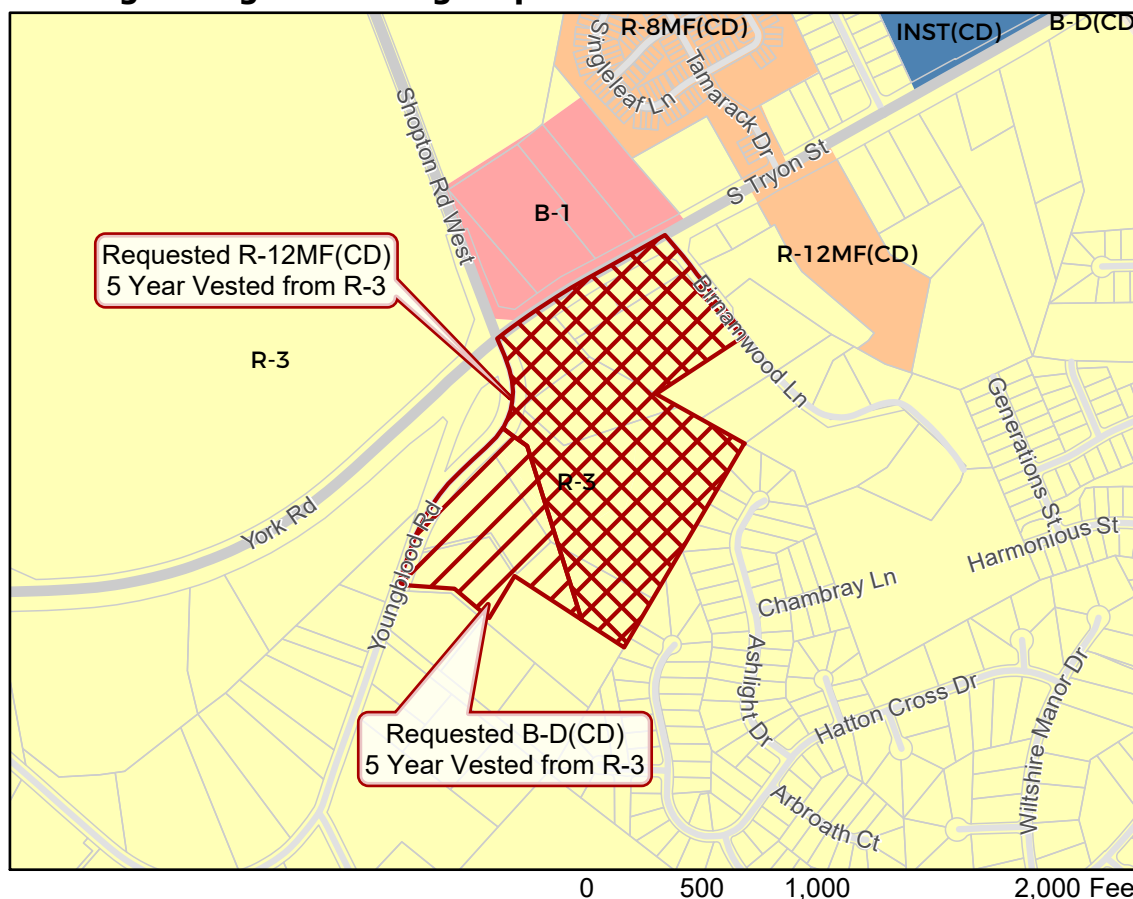 R-8MF(CD)
INST(CD)
B-D(CD
Singleleaf Ln
Tamarack Dr
Shopton Rd West
S Tryon St
B-1
Requested R-12MF(CD)
5 Year Vested from R-3
R-12MF(CD)
Birnamwood Ln
R-3
Generations St
R-3
York Rd
Youngblood Rd
Harmonious St
Chambray Ln
Ashlight Dr
Hatton Cross Dr
Wiltshire Manor Dr
Requested B-D(CD)
5 Year Vested from R-3
Arbroath Ct
0 500 1,000 2,000 Fee